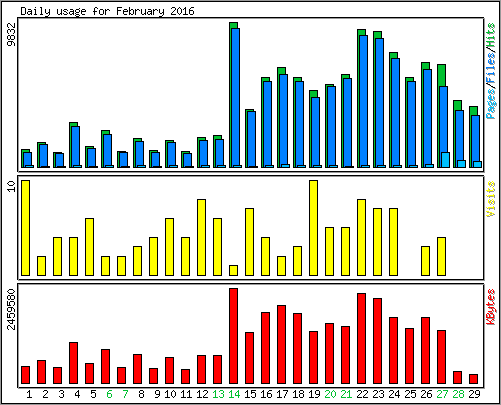 Daily usage for February 2016
9832
Pages/Files/Hits
10
Visits
2459580
KBytes
1 2 3 4 5 6 7 8 9 10 11 12 13 14 15 16 17 18 19 20 21 22 23 24 25 26 27 28 29